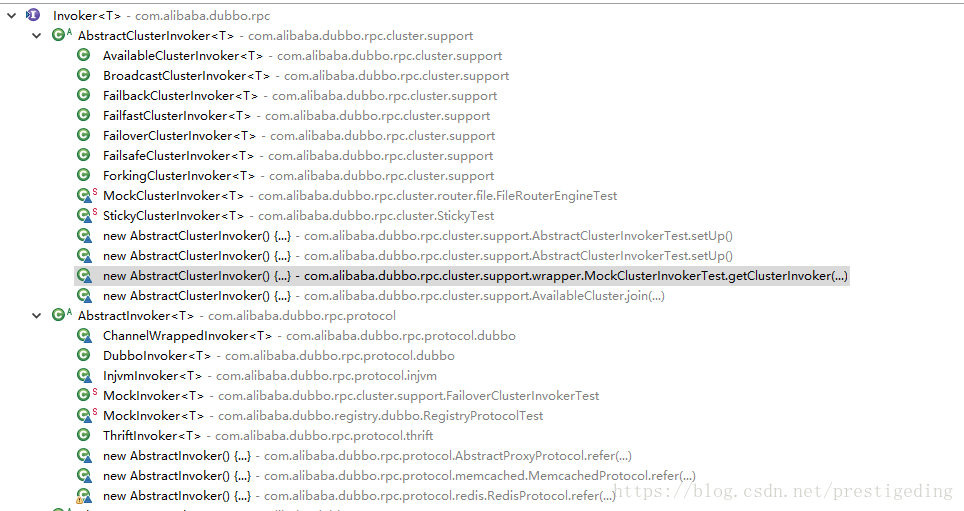 Invoker<T> - com.alibaba.dubbo.rpc
AbstractClusterInvoker<T> - com.alibaba.dubbo.rpc.cluster.support
AvailableClusterInvoker<T> - com.alibaba.dubbo.rpc.cluster.support
BroadcastClusterInvoker<T> - com.alibaba.dubbo.rpc.cluster.support
FailbackClusterInvoker<T> - com.alibaba.dubbo.rpc.cluster.support
FailfastClusterInvoker<T> - com.alibaba.dubbo.rpc.cluster.support
FailoverClusterInvoker<T> - com.alibaba.dubbo.rpc.cluster.support
FailsafeClusterInvoker<T> - com.alibaba.dubbo.rpc.cluster.support
ForkingClusterInvoker<T> - com.alibaba.dubbo.rpc.cluster.support
MockClusterInvoker<T> - com.alibaba.dubbo.rpc.cluster.router.file.FileRouterEngineTest
StickyClusterInvoker<T> - com.alibaba.dubbo.rpc.cluster.StickyTest
new AbstractClusterInvoker() {...} - com.alibaba.dubbo.rpc.cluster.support.AbstractClusterInvokerTest.setUp()
new AbstractClusterInvoker() {...} - com.alibaba.dubbo.rpc.cluster.support.AbstractClusterInvokerTest.setUp()
new AbstractClusterInvoker() {...} - com.alibaba.dubbo.rpc.cluster.support.wrapper.MockClusterInvokerTest.getClusterInvoker(...)
new AbstractClusterInvoker() {...} - com.alibaba.dubbo.rpc.cluster.support.AvailableCluster.join(...)
AbstractInvoker<T> - com.alibaba.dubbo.rpc.protocol
ChannelWrappedInvoker<T> - com.alibaba.dubbo.rpc.protocol.dubbo
DubboInvoker<T> - com.alibaba.dubbo.rpc.protocol.dubbo
InjvmInvoker<T> - com.alibaba.dubbo.rpc.protocol.injvm
MockInvoker<T> - com.alibaba.dubbo.rpc.cluster.support.FailoverClusterInvokerTest
MockInvoker<T> - com.alibaba.dubbo.registry.dubbo.RegistryProtocolTest
ThriftInvoker<T> - com.alibaba.dubbo.rpc.protocol.thrift
new AbstractInvoker() {...} - com.alibaba.dubbo.rpc.protocol.AbstractProxyProtocol.refer(...)
new AbstractInvoker() {...} - com.alibaba.dubbo.rpc.protocol.memcached.MemcachedProtocol.refer(...)
new AbstractInvoker() {...} - com.alibaba.dubbo.rpc.protocol.redis.RedisProtocol.refer(...)
https://blog.csdn.net/prestigeding